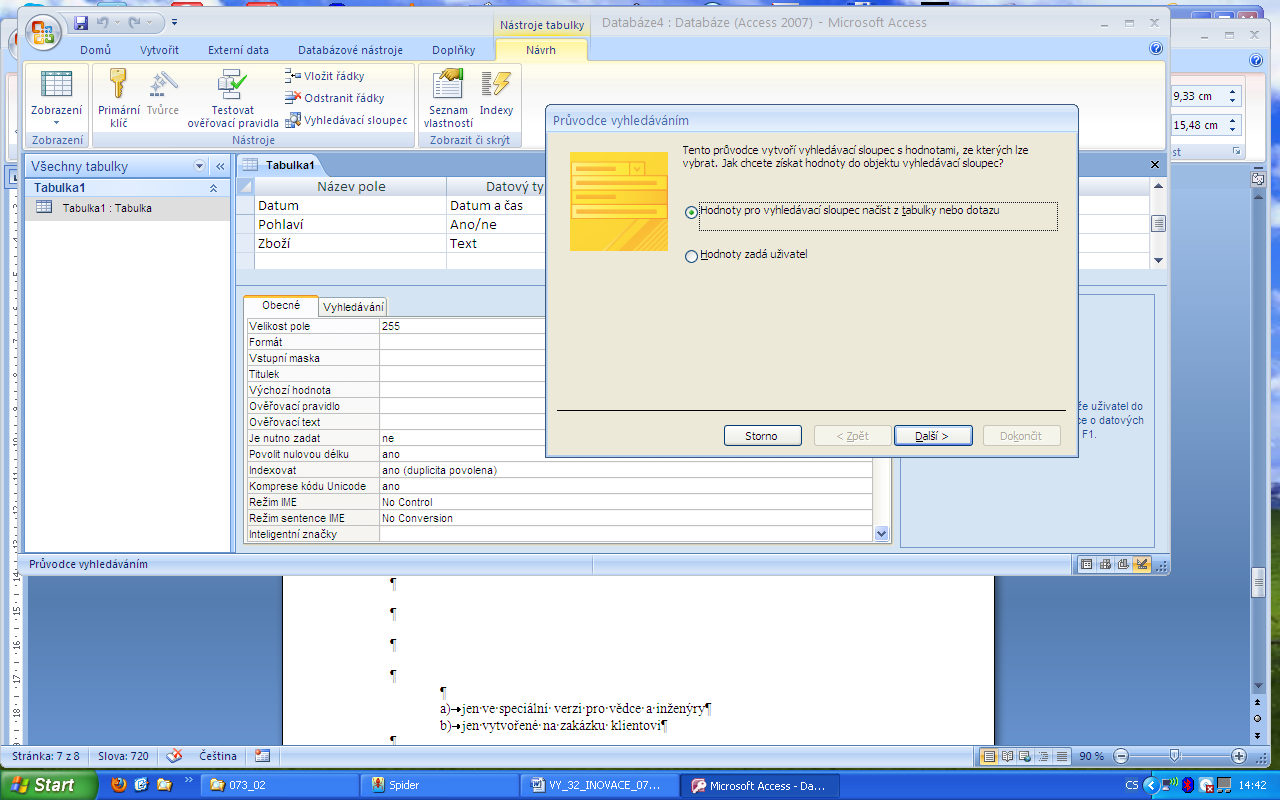 Nástroje tabulky
Databáze4 : Databáze (Access 2007) - Microsoft Access
Domů
Vytvořit
Externí data
Databázové nástroje
Doplňky
Návrh
Zobrazení
Primární klíč
Tvůrce
Testovat ověřovací pravidla
Vložit řádky
Odstranit řádky
Vyhledávací sloupec
Seznam vlastností
Indexy
Zobrazení
Nástroje
Zobrazit či skrýt
9,33 cm
15,48 cm
st
Všechny tabulky
Tabulka1
Tabulka1 : Tabulka
Tabulka1
Název pole
Datový ty
Datum
Datum a čas
Pohlaví
Ano/ne
Zboží
Text
Obecné
Vyhledávání
Velikost pole
255
Formát
Vstupní maska
Titulek
Výchozí hodnota
Ověřovací pravidlo
Ověřovací text
Je nutno zadat
ne
Povolit nulovou délku
ano
Indexovat
ano (duplicita povolena)
Komprese kódu Unicode
ano
Režim IME
No Control
Režim sentence IME
No Conversion
Inteligentní značky
že uživatel do
ce o datových
F1.
Průvodce vyhledáváním
Tento průvodce vytvoří vyhledávací sloupec s hodnotami, ze kterých lze
vybrat. Jak chcete získat hodnoty do objektu vyhledávací sloupec?
Hodnoty pro vyhledávací sloupec načíst z tabulky nebo dotazu
Hodnoty zadá uživatel
Storno
< Zpět
Další >
Dokončit
Průvodce vyhledáváním
a) jen ve speciální verzi pro vědce a inženýry¶
b) jen vytvořené na zakázku klientovi¶
Stránka: 7 z 8
Slova: 720
Čeština
90 %
Start
073_02
Spider
VY_32_INOVACE_07...
Microsoft Access - Da...
CS
14:42